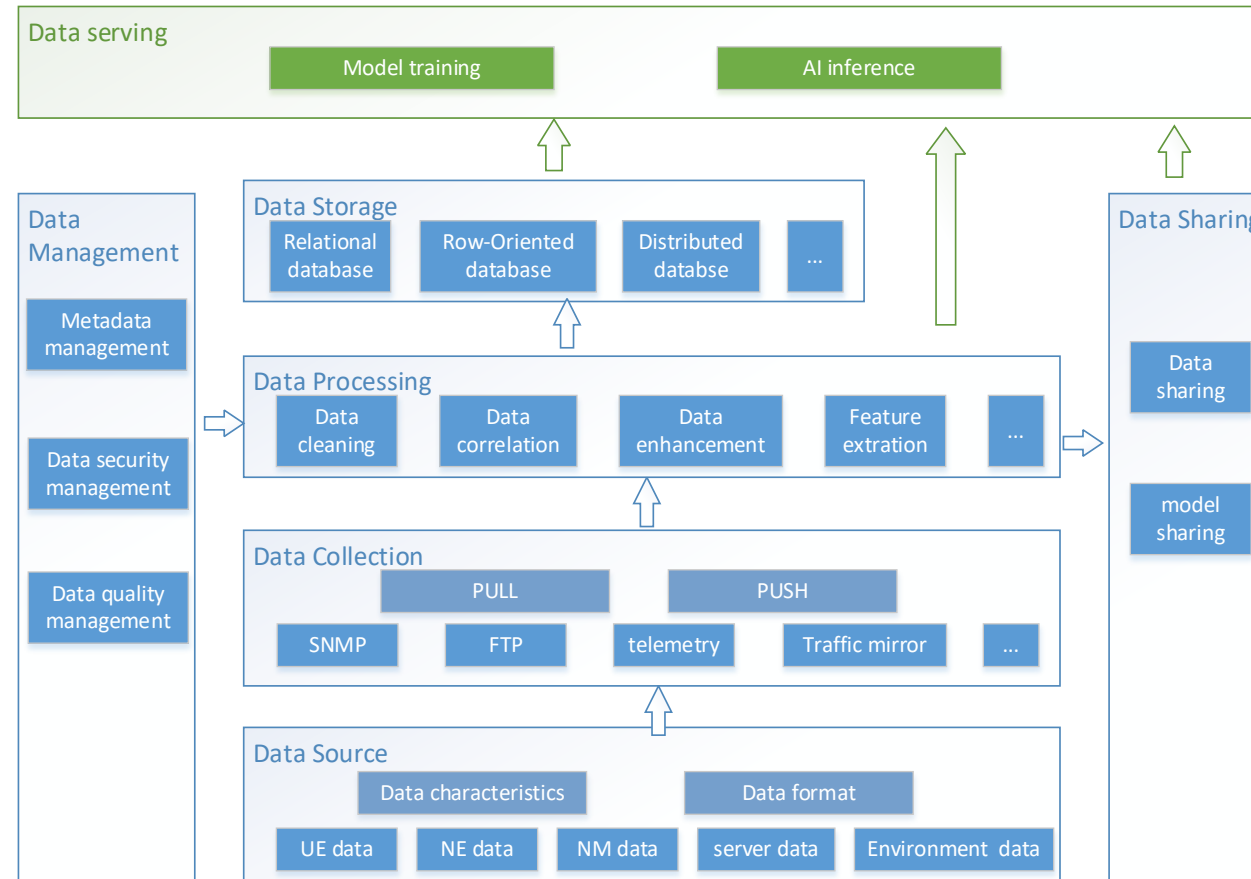 Data serving
Model training
AI inference
Data
Management
Metadata
management
Data security
management
Data quality
management
Data Storage
Relational
database
Row-Oriented
database
Distributed
databse
...
Data Processing
Data
cleaning
Data
correlation
Data
enhancement
Feature
extration
...
Data Collection
PULL
PUSH
SNMP
FTP
telemetry
Traffic mirror
...
Data Source
Data characteristics
Data format
UE data
NE data
NM data
server data
Environment data
Data Sharing
Data
sharing
model
sharing